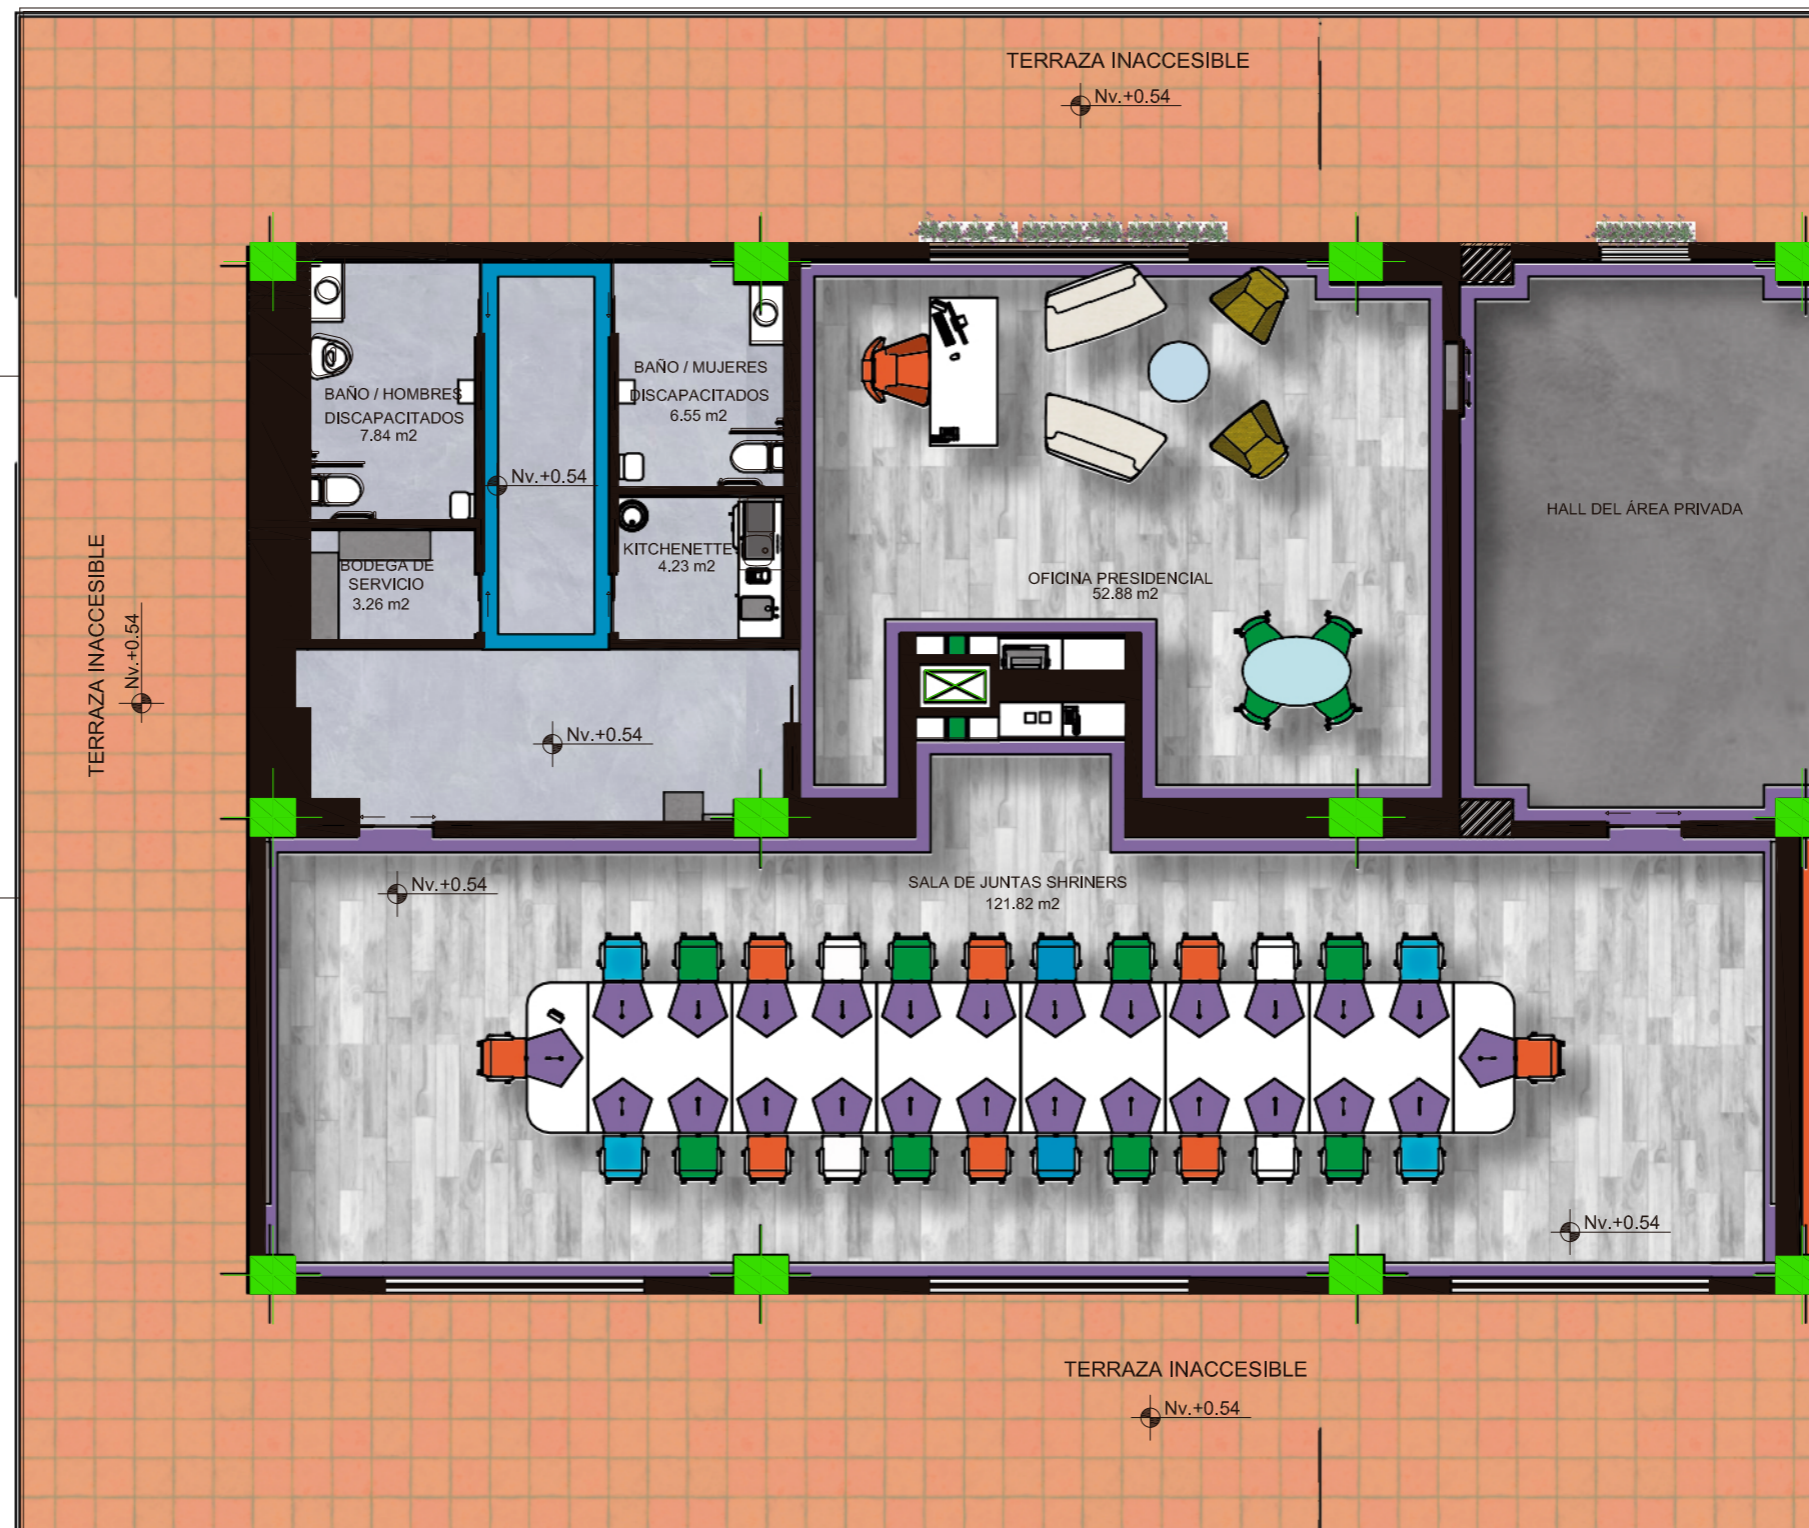 TERRAZA INACCESIBLE
Nv.+0.54
BAÑO / HOMBRES
DISCAPACITADOS
7.84 m2
BAÑO / MUJERES
DISCAPACITADOS
6.55 m2
Nv.+0.54
KITCHENETTE
4.23 m2
BODEGA DE
SERVICIO
3.26 m2
OFICINA PRESIDENCIAL
52.88 m2
HALL DEL ÁREA PRIVADA
TERRAZA INACCESIBLE
Nv.+0.54
Nv.+0.54
Nv.+0.54
SALA DE JUNTAS SHRINERS
121.82 m2
Nv.+0.54
TERRAZA INACCESIBLE
Nv.+0.54